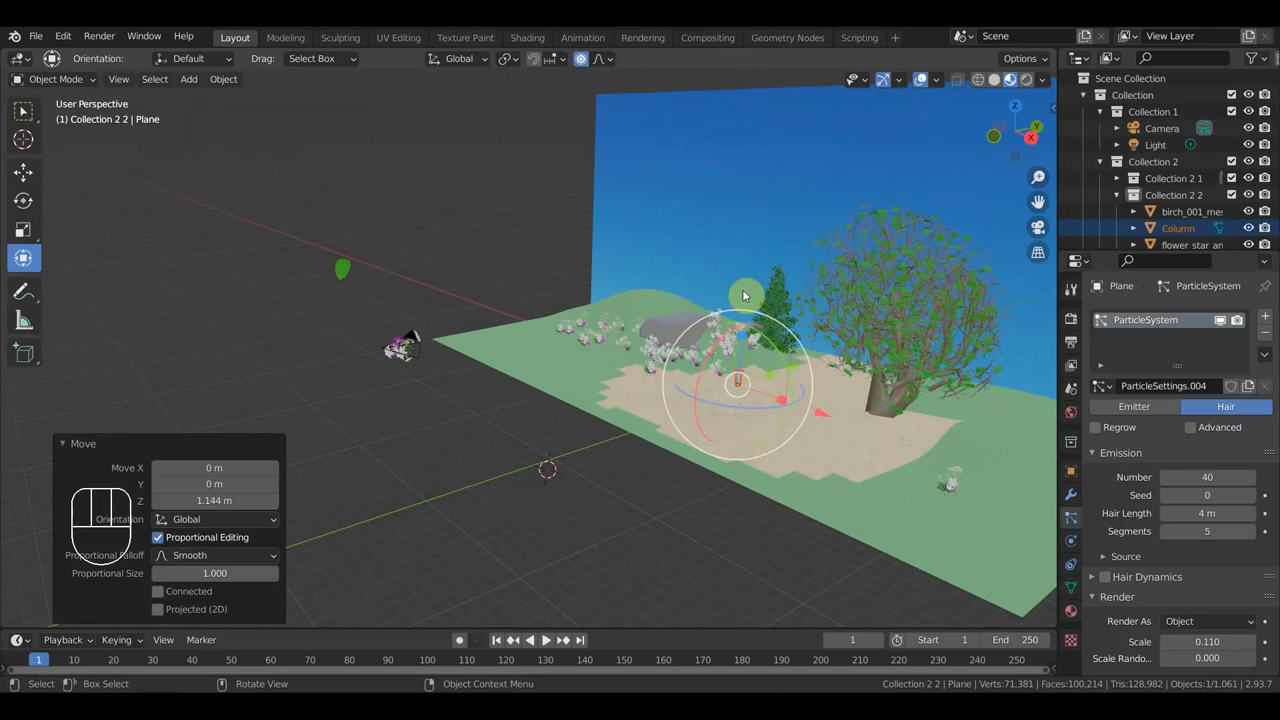 File Edit Render Window Help Layout Modeling Sculpting UV Editing Texture Paint Shading Animation Rendering Compositing Geometry Nodes Scripting + Scene View Layer
Orientation: Default Drag: Select Box Global Options
Object Mode View Select Add Object
User Perspective
(1) Collection 2 2 | Plane
Z
Y
X
Scene Collection
Collection
Collection 1
Camera
Light
Collection 2
Collection 2 1
Collection 2 2
birch_001_me
Column
flower star an
Plane > ParticleSystem
ParticleSystem
ParticleSettings.004
Emitter Hair
Regrow Advanced
Emission
Number 40
Seed 0
Hair Length 4 m
Segments 5
Source
Hair Dynamics
Render
Render As Object
Scale 0.110
Scale Rando.. 0.000
Move
Move X 0 m
Y 0 m
Z 1.144 m
Orientation Global
Proportional Editing
Proportional Falloff Smooth
Proportional Size 1.000
Connected
Projected (2D)
Playback Keying View Marker 1 Start 1 End 250
1 10 20 30 40 50 60 70 80 90 100 110 120 130 140 150 160 170 180 190 200 210 220 230 240 250
Select Box Select Rotate View Object Context Menu Collection 2 2 | Plane | Verts:71,381 | Faces:100,214 | Tris:128,982 | Objects:1/1,061 | 2.93.7